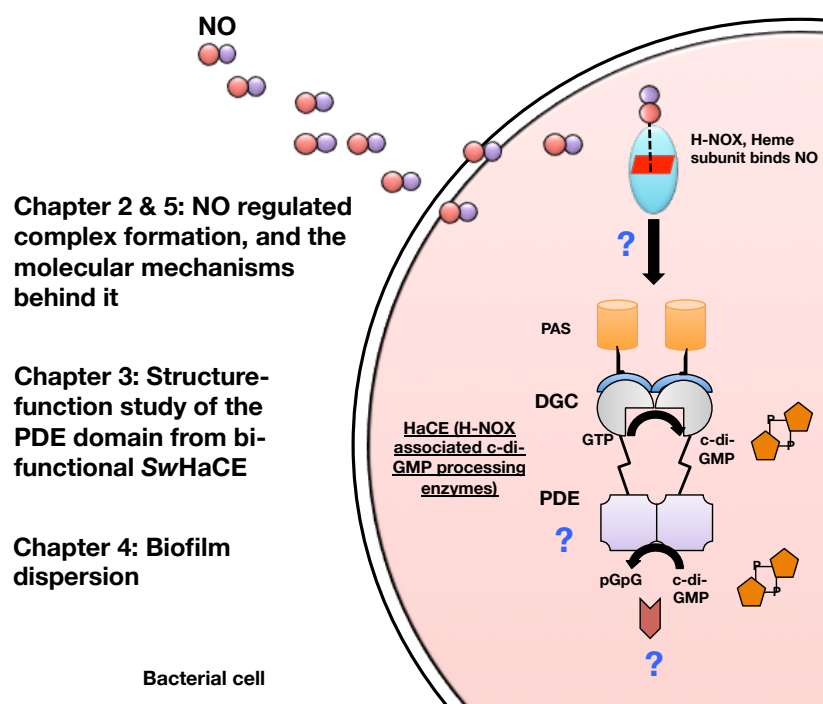 NO
H-NOX, Heme
subunit binds NO
Chapter 2 & 5: NO regulated
complex formation, and the
molecular mechanisms
behind it
?
PAS
Chapter 3: Structure-
function study of the
PDE domain from bi-
functional SwHaCE
DGC
HaCE (H-NOX
associated c-di-
GMP processing
enzymes)
GTP
c-di-
GMP
P
P
PDE
?
Chapter 4: Biofilm
dispersion
pGpG
c-di-
GMP
P
P
?
Bacterial cell